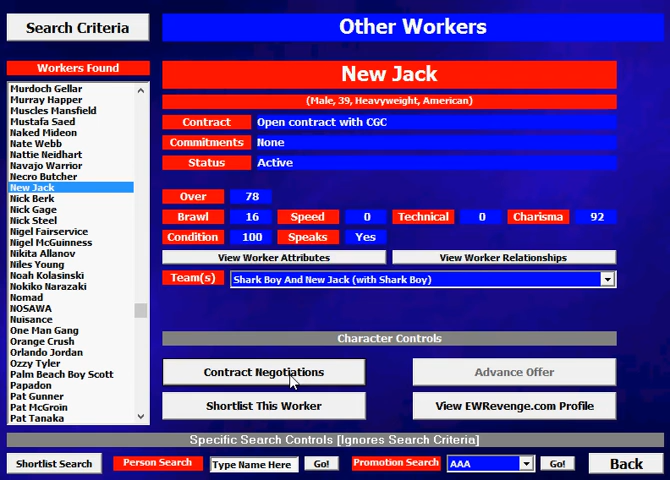 Search Criteria
Other Workers
Workers Found
Murdoch Gellar
Murray Happer
Muscles Mansfield
Mustafa Saed
Naked Mideon
Nate Webb
Nattie Neidhart
Navajo Warrior
Necro Butcher
New Jack
Nick Berk
Nick Gage
Nick Steel
Nigel Fairservice
Nigel McGuinness
Nikita Allanov
Niles Young
Noah Kolasinski
Nokiko Narazaki
Nomad
NOSAWA
Nuisance
One Man Gang
Orange Crush
Orlando Jordan
Ozzy Tyler
Palm Beach Boy Scott
Papadon
Pat Gunner
Pat McGroin
Pat Tanaka
New Jack
(Male, 39, Heavyweight, American)
Contract Open contract with CGC
Commitments None
Status Active
Over 78
Brawl 16 Speed 0 Technical 0 Charisma 92
Condition 100 Speaks Yes
View Worker Attributes View Worker Relationships
Team(s) Shark Boy And New Jack (with Shark Boy)
Character Controls
Contract Negotiations Advance Offer
Shortlist This Worker View EWRevenge.com Profile
Specific Search Controls [Ignores Search Criteria]
Shortlist Search Person Search Type Name Here Go! Promotion Search AAA Go! Back